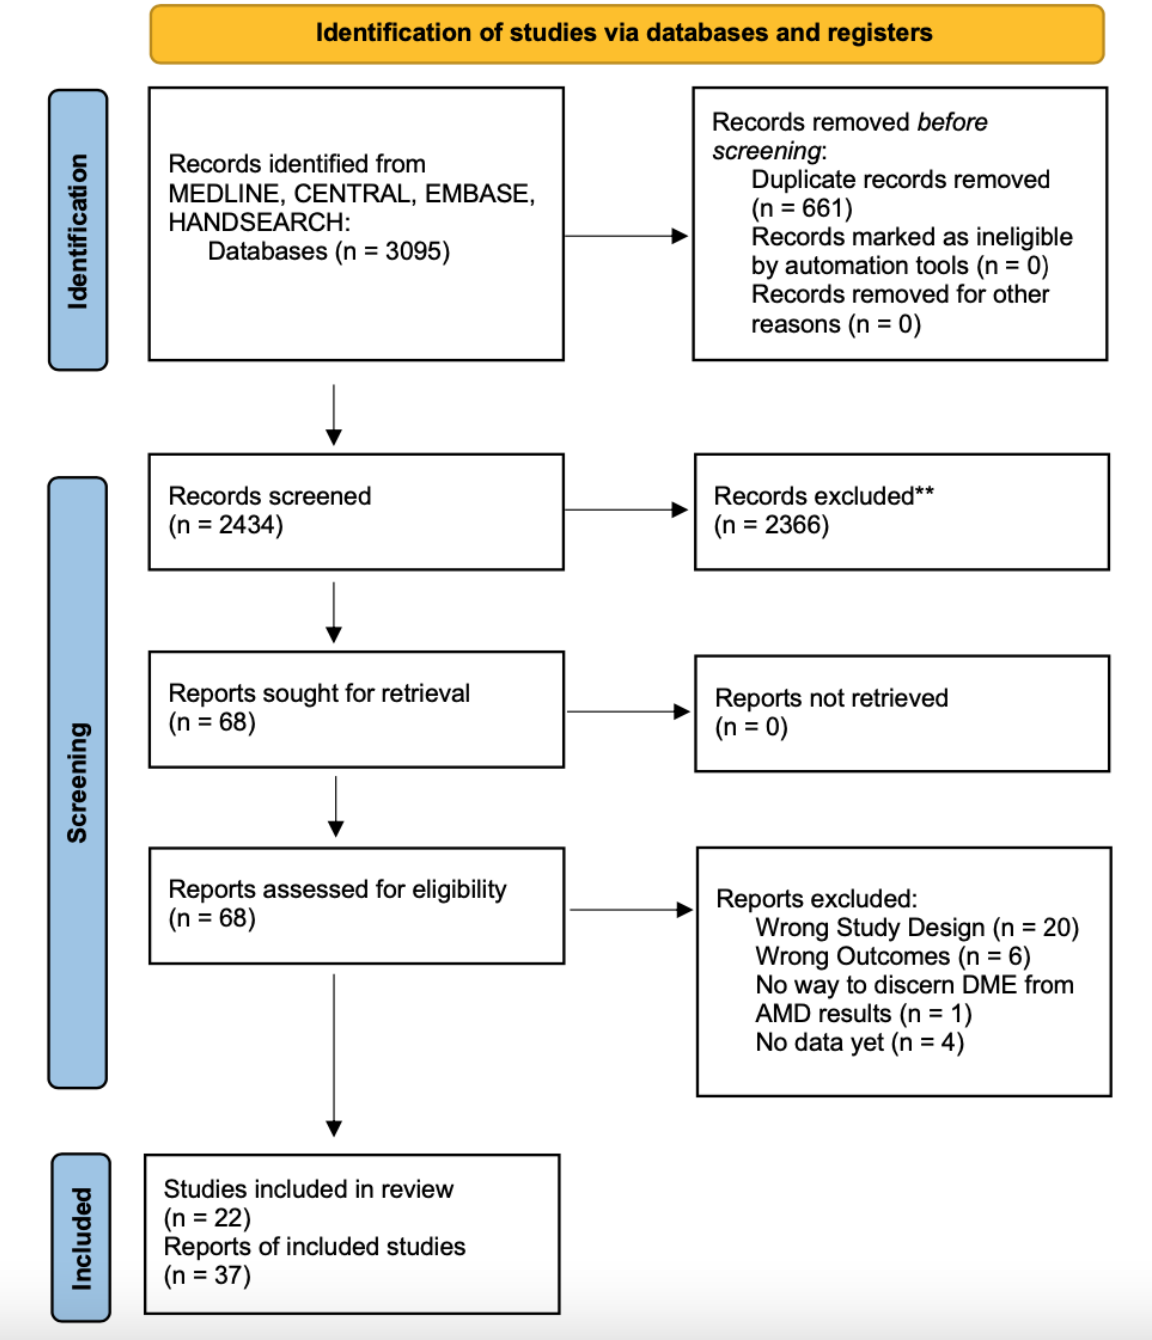 Identification of studies via databases and registers
Identification
Records identified from
MEDLINE, CENTRAL, EMBASE,
HANDSEARCH:
Databases (n = 3095)
Records removed before
screening:
Duplicate records removed
(n = 661)
Records marked as ineligible
by automation tools (n = 0)
Records removed for other
reasons (n = 0)
Screening
Records screened
(n = 2434)
Records excluded**
(n = 2366)
Reports sought for retrieval
(n = 68)
Reports not retrieved
(n = 0)
Reports assessed for eligibility
(n = 68)
Reports excluded:
Wrong Study Design (n = 20)
Wrong Outcomes (n = 6)
No way to discern DME from
AMD results (n = 1)
No data yet (n = 4)
Included
Studies included in review
(n = 22)
Reports of included studies
(n = 37)